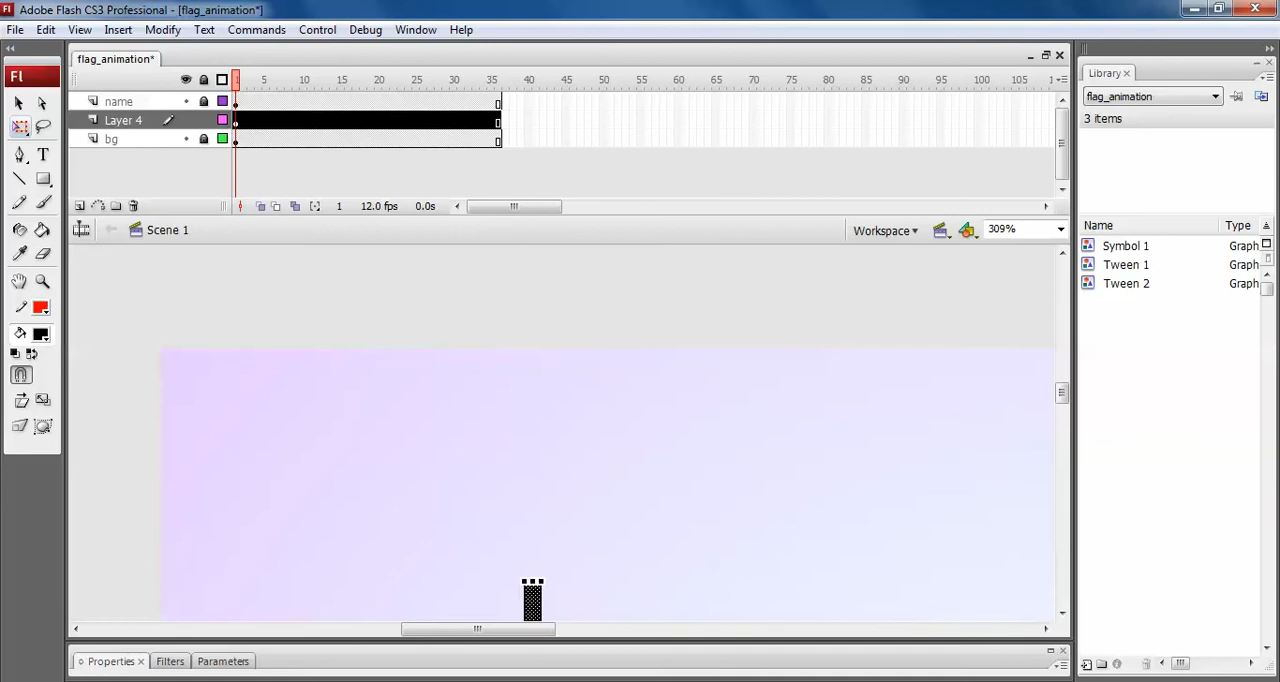 Fl Adobe Flash CS3 Professional - [flag_animation*]
File Edit View Insert Modify Text Commands Control Debug Window Help
flag_animation*
Fl
1 5 10 15 20 25 30 35 40 45 50 55 60 65 70 75 80 85 90 95 100 105
name
Layer 4
bg
1 12.0 fps 0.0s
Scene 1
Workspace
309%
Properties × Filters Parameters
Library ×
flag_animation
3 items
Name Type
Symbol 1 Graph
Tween 1 Graph
Tween 2 Graph